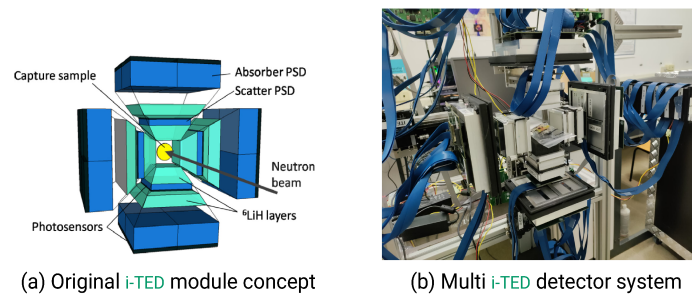 Capture sample
Absorber PSD
Scatter PSD
Neutron
beam
⁶LiH layers
Photosensors
(a) Original i-TED module concept
(b) Multi i-TED detector system